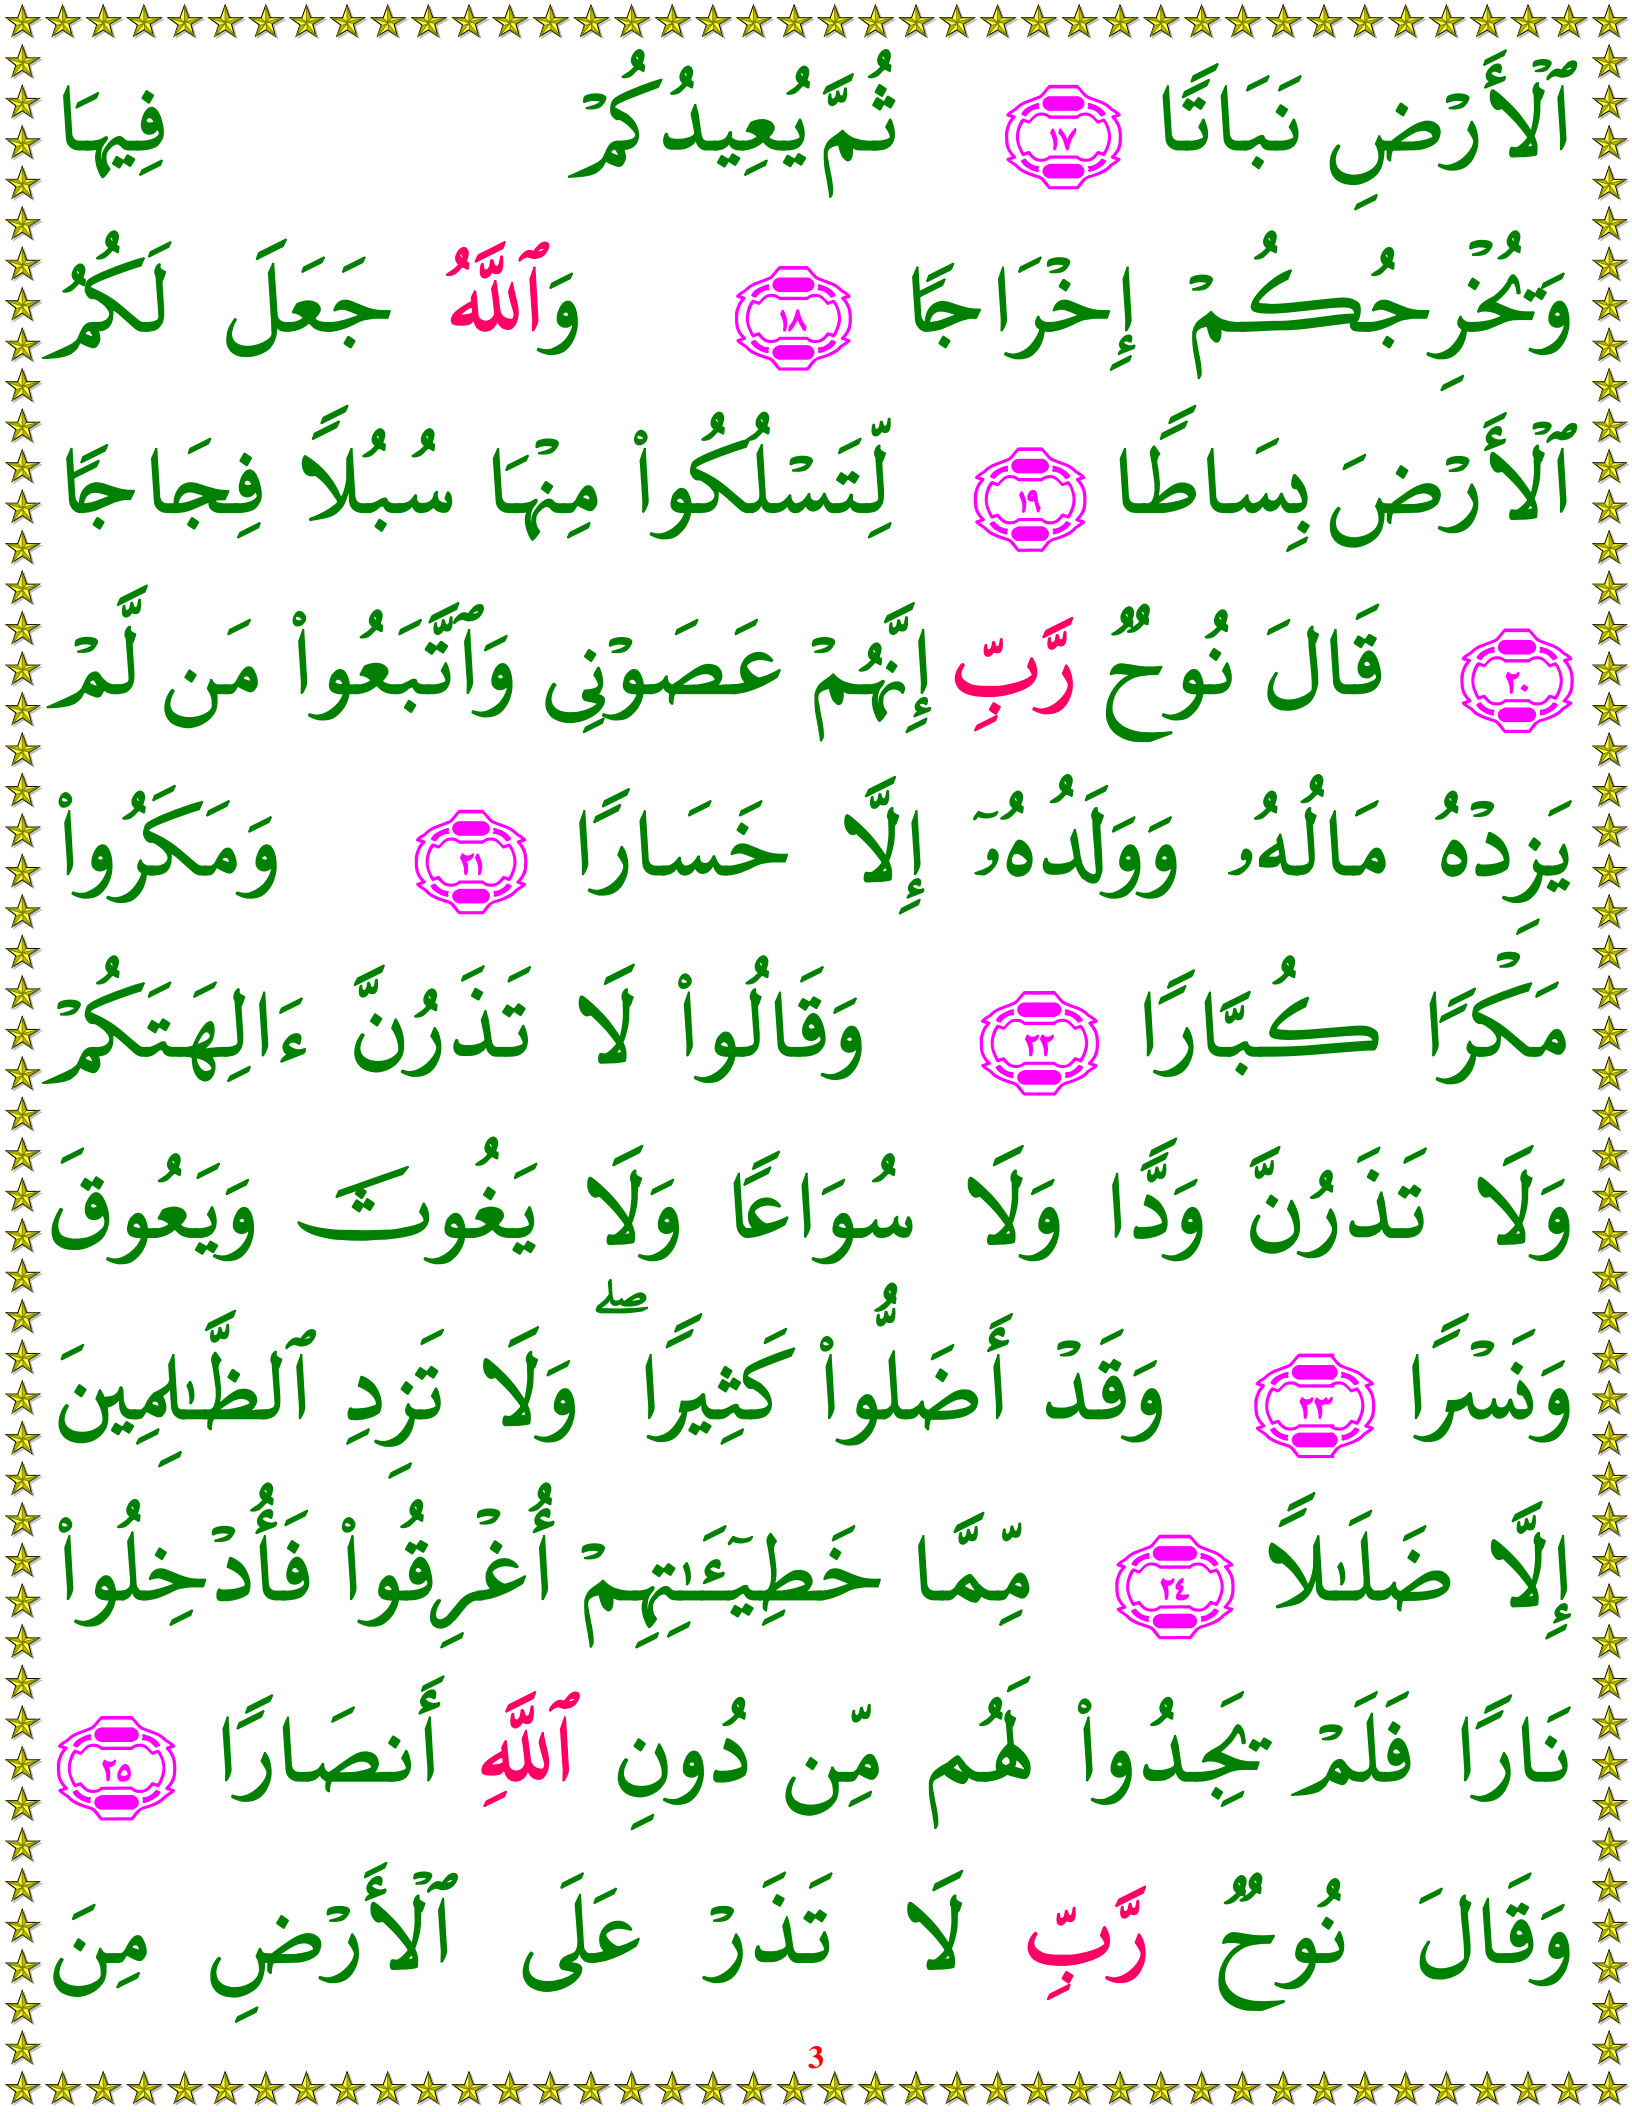 ٱلۡأَرۡضِ نَبَاتًا ١٧ ثُمَّ يُعِيدُكُمۡ فِيهَا
وَيُخۡرِجُكُمۡ إِخۡرَاجًا ١٨ وَٱللَّهُ جَعَلَ لَكُمُ
ٱلۡأَرۡضَ بِسَاطًا ١٩ لِّتَسۡلُكُواْ مِنۡهَا سُبُلًا فِجَاجًا
٢٠ قَالَ نُوحٌ رَّبِّ إِنَّهُمۡ عَصَوۡنِي وَٱتَّبَعُواْ مَن لَّمۡ
يَزِدۡهُ مَالُهُۥ وَوَلَدُهُۥٓ إِلَّا خَسَارًا ٢١ وَمَكَرُواْ
مَكۡرًا كُبَّارًا ٢٢ وَقَالُواْ لَا تَذَرُنَّ ءَالِهَتَكُمۡ
وَلَا تَذَرُنَّ وَدًّا وَلَا سُوَاعًا وَلَا يَغُوثَ وَيَعُوقَ
وَنَسۡرًا ٢٣ وَقَدۡ أَضَلُّواْ كَثِيرًاۖ وَلَا تَزِدِ ٱلظَّٰلِمِينَ
إِلَّا ضَلَٰلًا ٢٤ مِّمَّا خَطِيٓـَٰٔتِهِمۡ أُغۡرِقُواْ فَأُدۡخِلُواْ
نَارًا فَلَمۡ يَجِدُواْ لَهُم مِّن دُونِ ٱللَّهِ أَنصَارًا ٢٥
وَقَالَ نُوحٌ رَّبِّ لَا تَذَرۡ عَلَى ٱلۡأَرۡضِ مِنَ
3